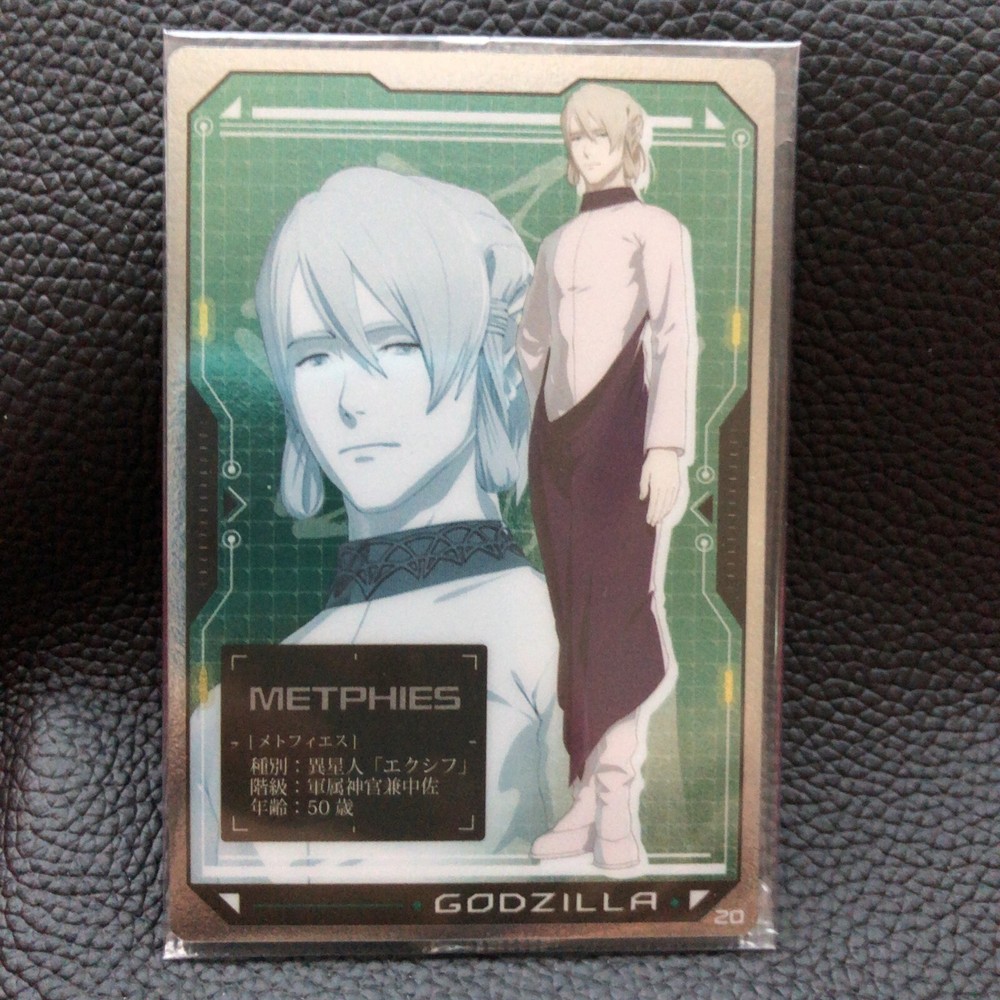 METPHIES
[メトフィエス]
種別：異星人「エクシフ」
階級：軍属神官兼中佐
年齢：50歳
GODZILLA
20